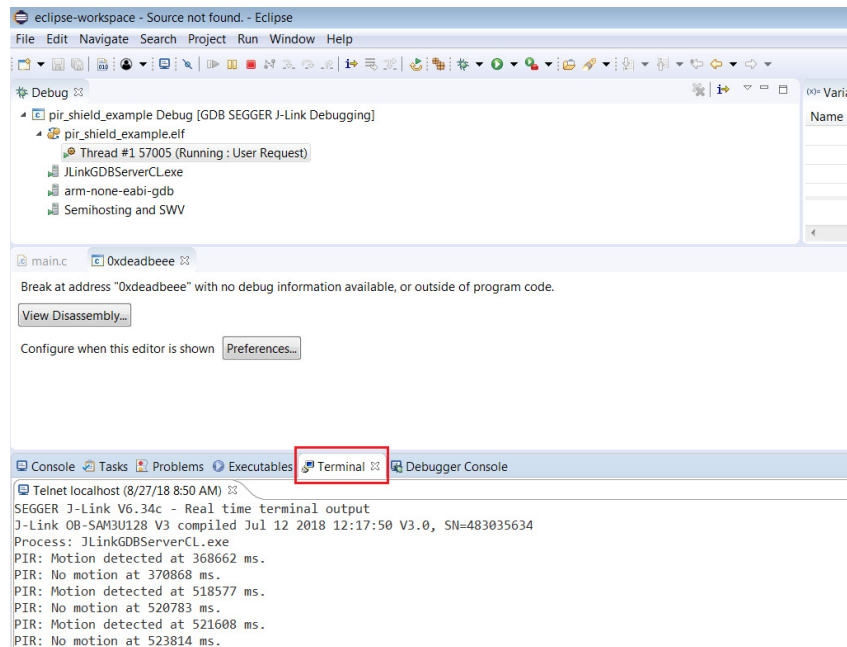 eclipse-workspace - Source not found. - Eclipse
File Edit Navigate Search Project Run Window Help
Debug
(x)= Varia
Name
pir_shield_example Debug [GDB SEGGER J-Link Debugging]
pir_shield_example.elf
Thread #1 57005 (Running : User Request)
JLinkGDBServerCL.exe
arm-none-eabi-gdb
Semihosting and SWV
main.c 0xdeadbeee
Break at address "0xdeadbeee" with no debug information available, or outside of program code.
View Disassembly...
Configure when this editor is shown Preferences...
Console Tasks Problems Executables Terminal Debugger Console
Telnet localhost (8/27/18 8:50 AM)
SEGGER J-Link V6.34c - Real time terminal output
J-Link OB-SAM3U128 V3 compiled Jul 12 2018 12:17:50 V3.0, SN=483035634
Process: JLinkGDBServerCL.exe
PIR: Motion detected at 368662 ms.
PIR: No motion at 370868 ms.
PIR: Motion detected at 518577 ms.
PIR: No motion at 520783 ms.
PIR: Motion detected at 521608 ms.
PIR: No motion at 523814 ms.